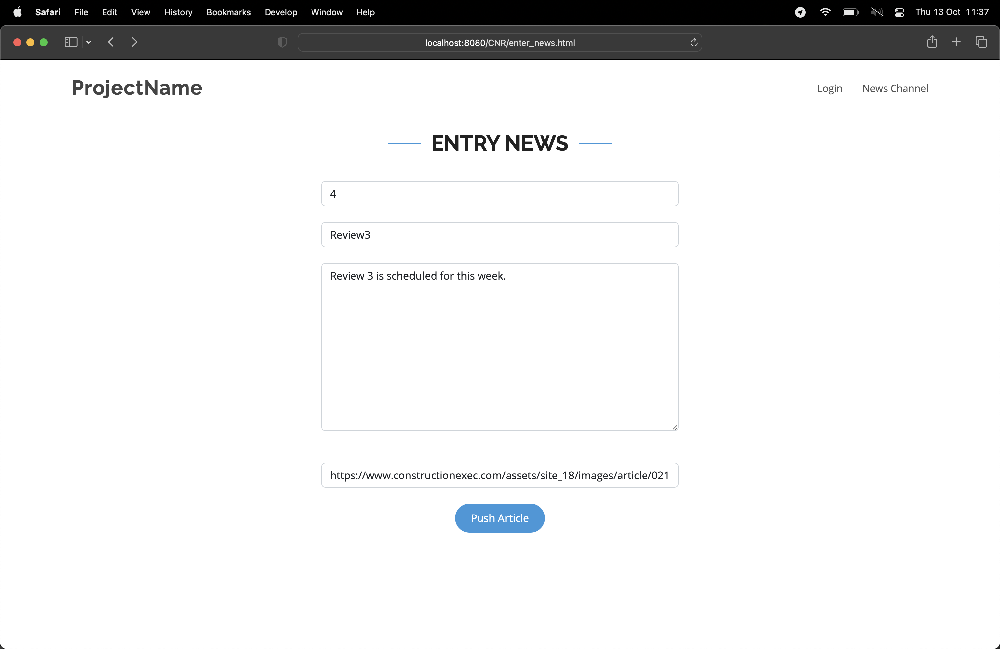 Safari File Edit View History Bookmarks Develop Window Help Thu 13 Oct 11:37
localhost:8080/CNR/enter_news.html
ProjectName Login News Channel
ENTRY NEWS
4
Review3
Review 3 is scheduled for this week.
https://www.constructionexec.com/assets/site_18/images/article/021
Push Article